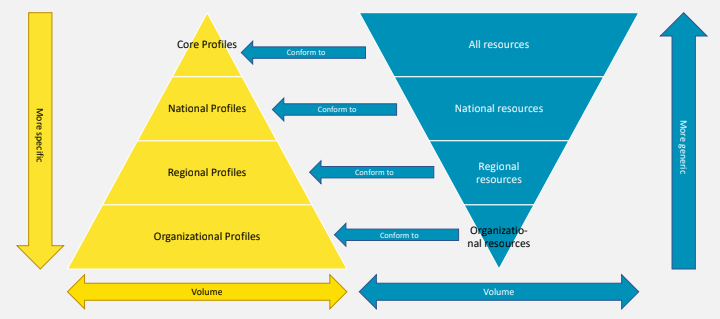 Core Profiles
Conform to
All resources
National Profiles
Conform to
National resources
More specific
More generic
Regional Profiles
Conform to
Regional
resources
Organizational Profiles
Conform to
Organizatio-
nal resources
Volume
Volume